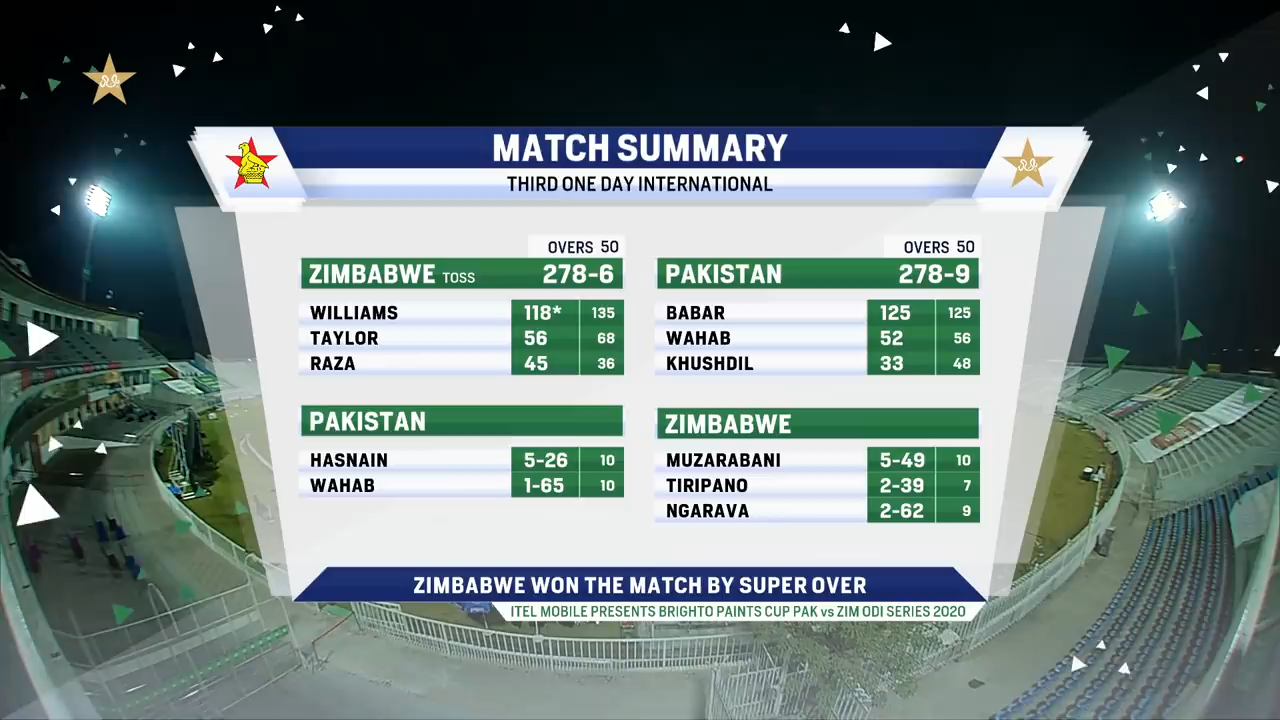 MATCH SUMMARY
THIRD ONE DAY INTERNATIONAL
OVERS 50
ZIMBABWE TOSS 278-6
WILLIAMS 118* 135
TAYLOR 56 68
RAZA 45 36
PAKISTAN
HASNAIN 5-26 10
WAHAB 1-65 10
OVERS 50
PAKISTAN 278-9
BABAR 125 125
WAHAB 52 56
KHUSHDIL 33 48
ZIMBABWE
MUZARABANI 5-49 10
TIRIPANO 2-39 7
NGARAVA 2-62 9
ZIMBABWE WON THE MATCH BY SUPER OVER
ITEL MOBILE PRESENTS BRIGHTO PAINTS CUP PAK vs ZIM ODI SERIES 2020